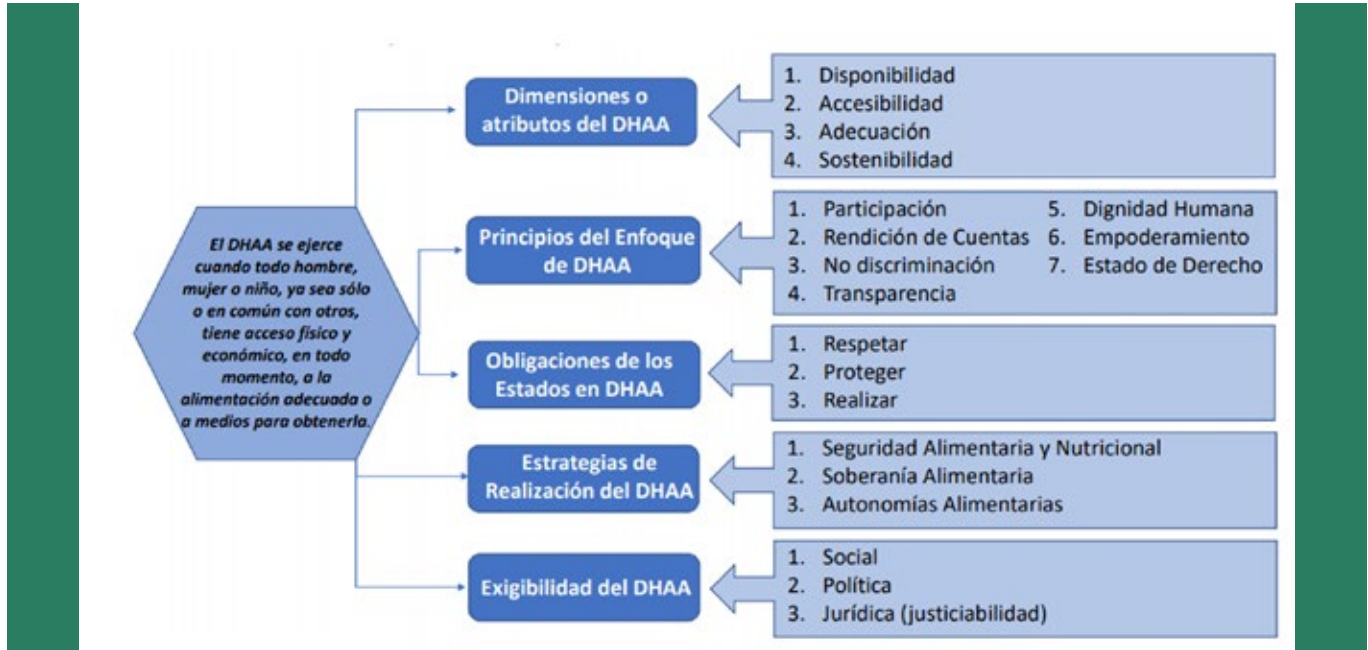 El DHAA se ejerce
cuando todo hombre,
mujer o niño, ya sea sólo
o en común con otros,
tiene acceso físico y
económico, en todo
momento, a la
alimentación adecuada o
a medios para obtenerla.
Dimensiones o
atributos del DHAA
1. Disponibilidad
2. Accesibilidad
3. Adecuación
4. Sostenibilidad
Principios del Enfoque
de DHAA
1. Participación
2. Rendición de Cuentas
3. No discriminación
4. Transparencia
5. Dignidad Humana
6. Empoderamiento
7. Estado de Derecho
Obligaciones de los
Estados en DHAA
1. Respetar
2. Proteger
3. Realizar
Estrategias de
Realización del DHAA
1. Seguridad Alimentaria y Nutricional
2. Soberanía Alimentaria
3. Autonomías Alimentarias
Exigibilidad del DHAA
1. Social
2. Política
3. Jurídica (justiciabilidad)